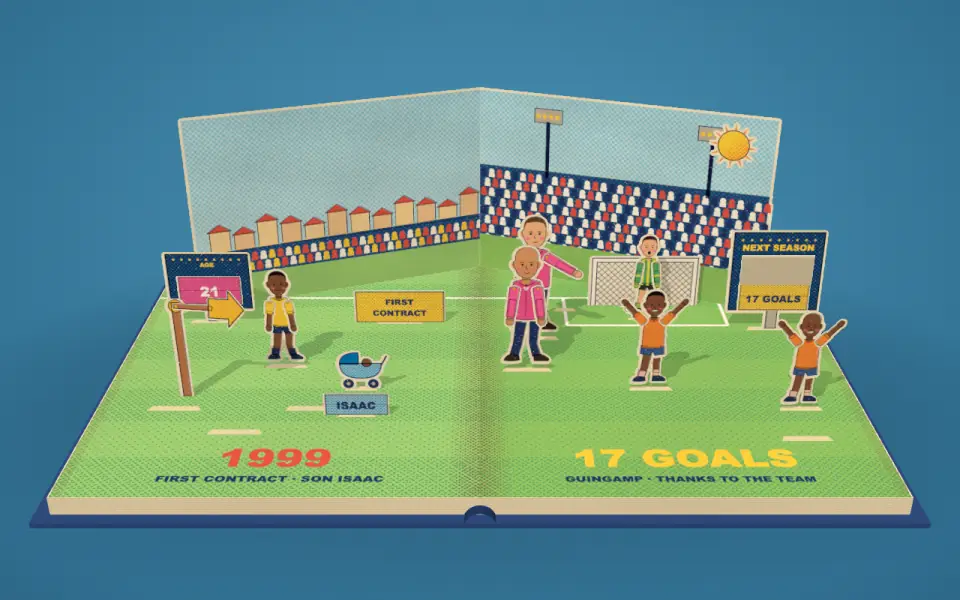 AGE
21
FIRST
CONTRACT
ISAAC
1999
FIRST CONTRACT · SON ISAAC
NEXT SEASON
17 GOALS
17 GOALS
GUINGAMP · THANKS TO THE TEAM